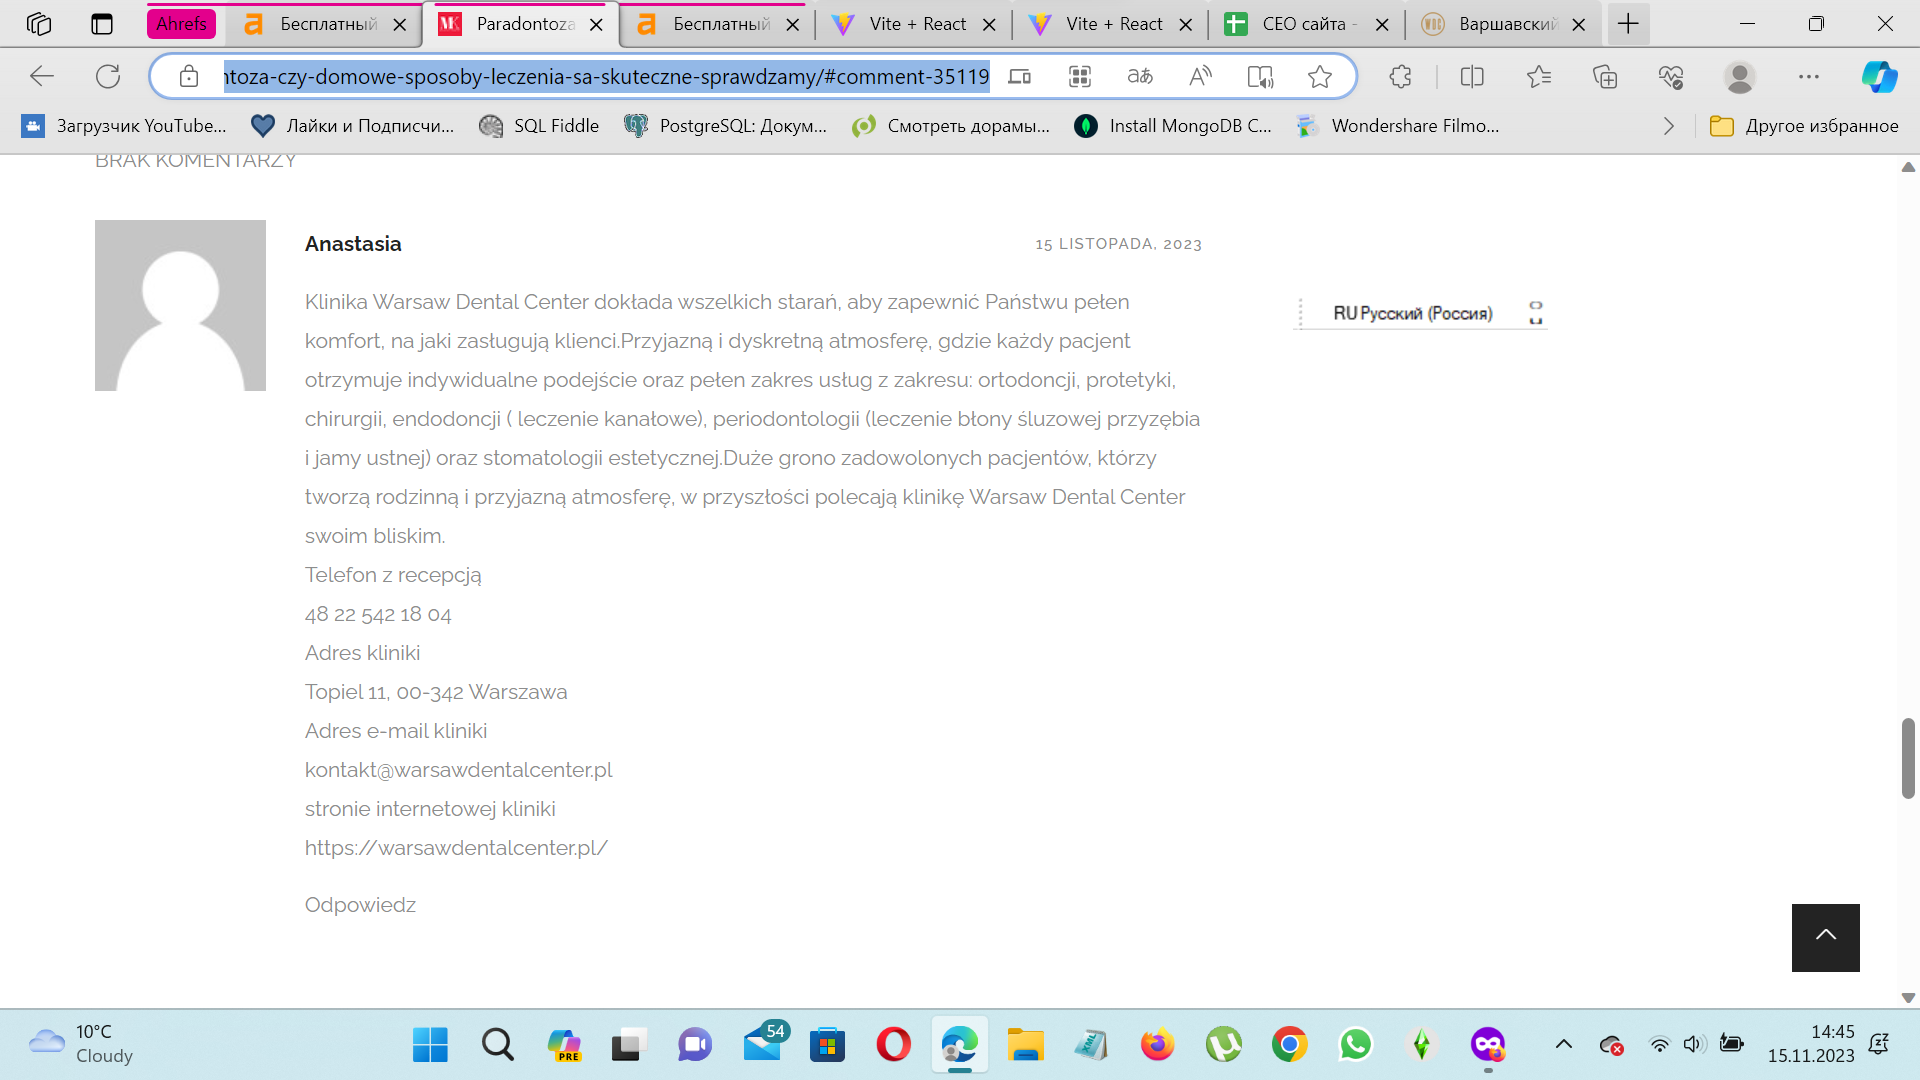 Ahrefs
Бесплатный
Paradontoza
Бесплатный
Vite + React
Vite + React
СЕО сайта -
Варшавский
ntoza-czy-domowe-sposoby-leczenia-sa-skuteczne-sprawdzamy/#comment-35119
Загрузчик YouTube...
Лайки и Подписчи...
SQL Fiddle
PostgreSQL: Докум...
Смотреть дорамы...
Install MongoDB C...
Wondershare Filmo...
Другое избранное
BRAK KOMENTARZY
Anastasia
15 LISTOPADA, 2023
Klinika Warsaw Dental Center dokłada wszelkich starań, aby zapewnić Państwu pełen
komfort, na jaki zasługują klienci.Przyjazną i dyskretną atmosferę, gdzie każdy pacjent
otrzymuje indywidualne podejście oraz pełen zakres usług z zakresu: ortodoncji, protetyki,
chirurgii, endodoncji ( leczenie kanałowe), periodontologii (leczenie błony śluzowej przyzębia
i jamy ustnej) oraz stomatologii estetycznej.Duże grono zadowolonych pacjentów, którzy
tworzą rodzinną i przyjazną atmosferę, w przyszłości polecają klinikę Warsaw Dental Center
swoim bliskim.
Telefon z recepcją
48 22 542 18 04
Adres kliniki
Topiel 11, 00-342 Warszawa
Adres e-mail kliniki
kontakt@warsawdentalcenter.pl
stronie internetowej kliniki
https://warsawdentalcenter.pl/
Odpowiedz
RU Русский (Россия)
10°C
Cloudy
PRE
54
14:45
15.11.2023